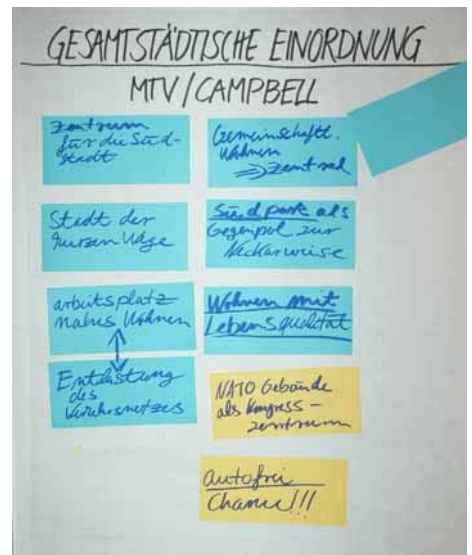 GESAMTSTÄDTISCHE EINORDNUNG
MTV/CAMPBELL
Zentrum
für die Süd-
stadt
Gemeinschaftl.
Wohnen
⇒ Zentral
Stadt der
kurzen Wege
Südpark als
Gegenpol zur
Neckarwiese
arbeitsplatz
nahes Wohnen
Wohnen mit
Lebensqualität
Entlastung
des
Verkehrsnetzes
NATO Gebäude
als Kongress-
zentrum
autofrei
Chance!!!